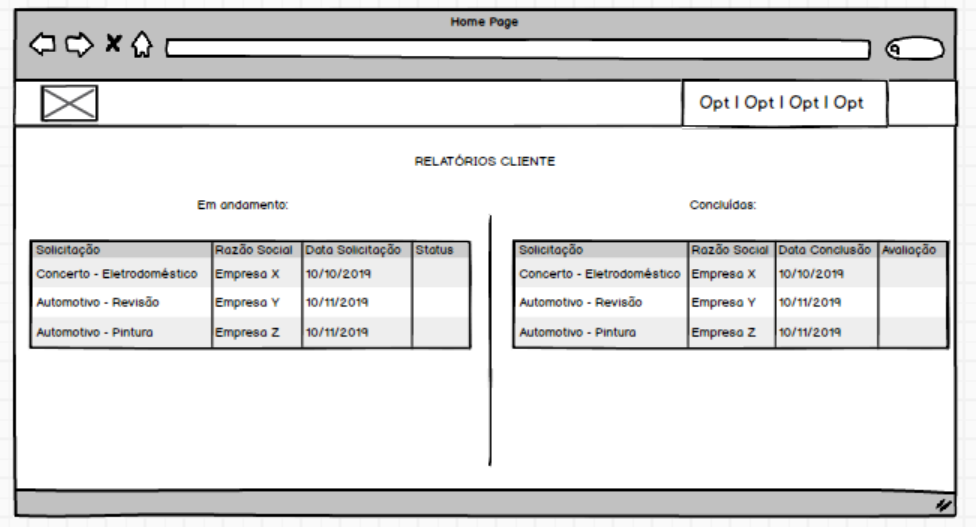 Home Page
Opt | Opt | Opt | Opt
RELATÓRIOS CLIENTE
Em andamento:
Solicitação Razão Social Data Solicitação Status
Concerto - Eletrodoméstico Empresa X 10/10/2019
Automotivo - Revisão Empresa Y 10/11/2019
Automotivo - Pintura Empresa Z 10/11/2019
Concluídas:
Solicitação Razão Social Data Conclusão Avaliação
Concerto - Eletrodoméstico Empresa X 10/10/2019
Automotivo - Revisão Empresa Y 10/11/2019
Automotivo - Pintura Empresa Z 10/11/2019